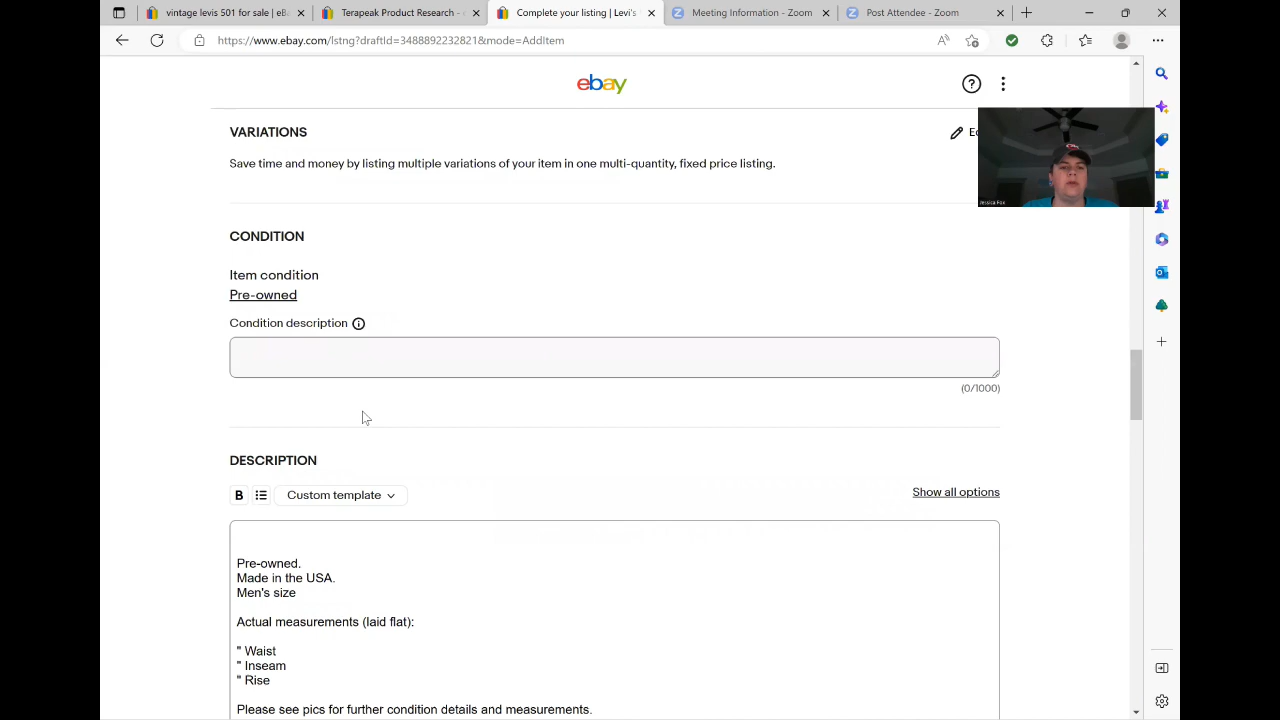 vintage levis 501 for sale | eBa
Terapeak Product Research -
Complete your listing | Levi's
Meeting Information - Zoom
Post Attendee - Zoom
https://www.ebay.com/lstng?draftId=3488892232821&mode=AddItem
ebay
VARIATIONS
Save time and money by listing multiple variations of your item in one multi-quantity, fixed price listing.
Jessica Fox
CONDITION
Item condition
Pre-owned
Condition description
(0/1000)
DESCRIPTION
B
Custom template
Show all options
Pre-owned.
Made in the USA.
Men's size
Actual measurements (laid flat):
" Waist
" Inseam
" Rise
Please see pics for further condition details and measurements.